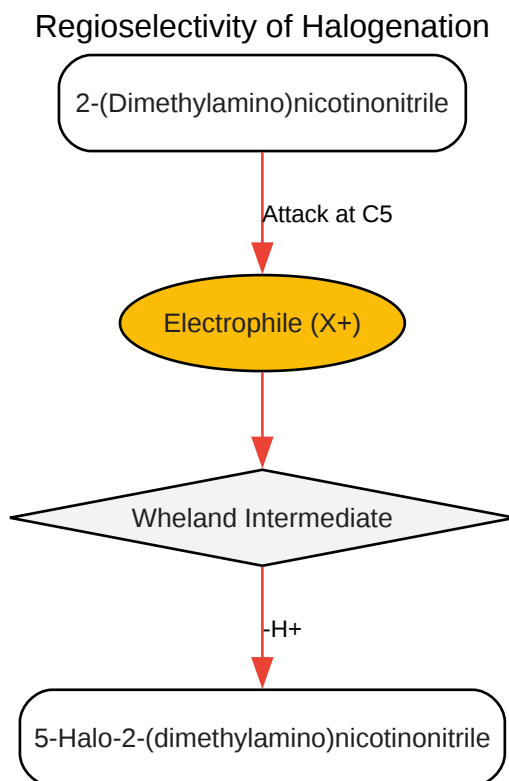 Regioselectivity of Halogenation
2-(Dimethylamino)nicotinonitrile
Attack at C5
Electrophile (X+)
Wheland Intermediate
-H+
5-Halo-2-(dimethylamino)nicotinonitrile